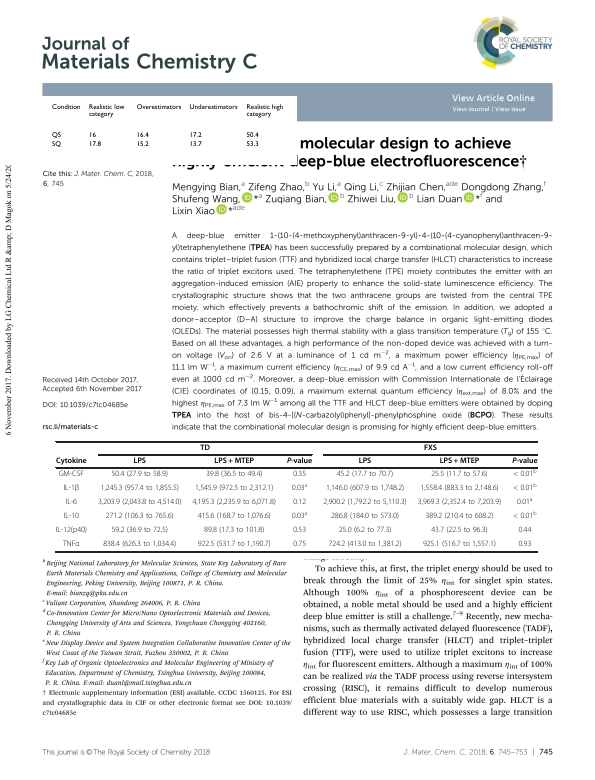 Journal of
Materials Chemistry C
ROYAL SOCIETY
OF CHEMISTRY
View Article Online
View Journal | View Issue
Condition Realistic low category Overestimators Underestimators Realistic high category
QS 16 16.4 17.2 50.4
SQ 17.8 15.2 13.7 53.3
molecular design to achieve
deep-blue electrofluorescence†
Cite this: J. Mater. Chem. C, 2018,
6, 745
Mengying Bian,a Zifeng Zhao,b Yu Li,a Qing Li,c Zhijian Chen,ade Dongdong Zhang,f
Shufeng Wang, *a Zuqiang Bian, b Zhiwei Liu, b Lian Duan *f and
Lixin Xiao *ade
A deep-blue emitter 1-(10-(4-methoxyphenyl)anthracen-9-yl)-4-(10-(4-cyanophenyl)anthracen-9-
yl)tetraphenylethene (TPEA) has been successfully prepared by a combinational molecular design, which
contains triplet–triplet fusion (TTF) and hybridized local charge transfer (HLCT) characteristics to increase
the ratio of triplet excitons used. The tetraphenylethene (TPE) moiety contributes the emitter with an
aggregation-induced emission (AIE) property to enhance the solid-state luminescence efficiency. The
crystallographic structure shows that the two anthracene groups are twisted from the central TPE
moiety, which effectively prevents a bathochromic shift of the emission. In addition, we adopted a
donor–acceptor (D–A) structure to improve the charge balance in organic light-emitting diodes
(OLEDs). The material possesses high thermal stability with a glass transition temperature (Tg) of 155 °C.
Based on all these advantages, a high performance of the non-doped device was achieved with a turn-
on voltage (Von) of 2.6 V at a luminance of 1 cd m−2, a maximum power efficiency (ηPE,max) of
11.1 lm W−1, a maximum current efficiency (ηCE,max) of 9.9 cd A−1, and a low current efficiency roll-off
even at 1000 cd m−2. Moreover, a deep-blue emission with Commission Internationale de l'Éclairage
(CIE) coordinates of (0.15, 0.09), a maximum external quantum efficiency (ηext,max) of 8.0% and the
highest ηPE,max of 7.3 lm W−1 among all the TTF and HLCT deep-blue emitters were obtained by doping
TPEA into the host of bis-4-((N-carbazolyl)phenyl)-phenylphosphine oxide (BCPO). These results
indicate that the combinational molecular design is promising for highly efficient deep-blue emitters.
Received 14th October 2017,
Accepted 6th November 2017
DOI: 10.1039/c7tc04685e
rsc.li/materials-c
6 November 2017. Downloaded by LG Chemical Ltd R &amp; D Magok on 5/24/20
TD FXS
Cytokine LPS LPS + MTEP P-value LPS LPS + MTEP P-value
GM-CSF 50.4 (27.9 to 58.9) 39.8 (36.5 to 49.4) 0.35 45.2 (17.7 to 70.7) 25.5 (11.7 to 57.6) < 0.01b
IL-1β 1,245.3 (957.4 to 1,855.5) 1,545.9 (972.5 to 2,312.1) 0.03a 1,146.0 (607.9 to 1,748.2) 1,558.4 (883.3 to 2,148.6) < 0.01b
IL-6 3,203.9 (2,043.8 to 4,514.0) 4,195.3 (2,235.9 to 6,071.8) 0.12 2,900.2 (1,792.2 to 5,110.3) 3,969.3 (2,352.4 to 7,203.9) 0.01a
IL-10 271.2 (106.3 to 765.6) 415.6 (168.7 to 1,076.6) 0.03a 286.8 (184.0 to 573.0) 389.2 (210.4 to 608.2) < 0.01b
IL-12(p40) 59.2 (36.9 to 72.5) 89.8 (17.3 to 101.8) 0.53 25.0 (6.2 to 77.3) 43.7 (22.5 to 96.3) 0.44
TNFα 838.4 (626.3 to 1,034.4) 922.5 (531.7 to 1,190.7) 0.75 724.2 (413.0 to 1,381.2) 925.1 (516.7 to 1,557.1) 0.93
b Beijing National Laboratory for Molecular Sciences, State Key Laboratory of Rare
Earth Materials Chemistry and Applications, College of Chemistry and Molecular
Engineering, Peking University, Beijing 100871, P. R. China.
E-mail: bianzq@pku.edu.cn
c Valiant Corporation, Shandong 264006, P. R. China
d Co-Innovation Center for Micro/Nano Optoelectronic Materials and Devices,
Chongqing University of Arts and Sciences, Yongchuan Chongqing 402160,
P. R. China
e New Display Device and System Integration Collaborative Innovation Center of the
West Coast of the Taiwan Strait, Fuzhou 350002, P. R. China
f Key Lab of Organic Optoelectronics and Molecular Engineering of Ministry of
Education, Department of Chemistry, Tsinghua University, Beijing 100084,
P. R. China. E-mail: duanl@mail.tsinghua.edu.cn
† Electronic supplementary information (ESI) available. CCDC 1560125. For ESI
and crystallographic data in CIF or other electronic format see DOI: 10.1039/
c7tc04685e
To achieve this, at first, the triplet energy should be used to
break through the limit of 25% ηint for singlet spin states.
Although 100% ηint of a phosphorescent device can be
obtained, a noble metal should be used and a highly efficient
deep blue emitter is still a challenge.7–9 Recently, new mecha-
nisms, such as thermally activated delayed fluorescence (TADF),
hybridized local charge transfer (HLCT) and triplet–triplet
fusion (TTF), were used to utilize triplet excitons to increase
ηint for fluorescent emitters. Although a maximum ηint of 100%
can be realized via the TADF process using reverse intersystem
crossing (RISC), it remains difficult to develop numerous
efficient blue materials with a suitably wide gap. HLCT is a
different way to use RISC, which possesses a large transition
This journal is © The Royal Society of Chemistry 2018
J. Mater. Chem. C, 2018, 6, 745–753 | 745